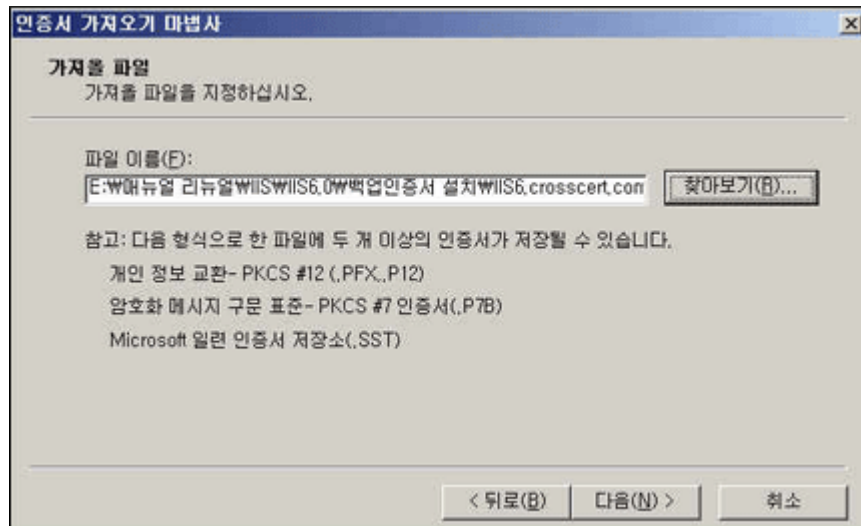 인증서 가져오기 마법사
가져올 파일
가져올 파일을 지정하십시오.
파일 이름(F):
E:₩매뉴얼 리뉴얼₩IIS₩IIS6.0₩백업인증서 설치₩IIS6.crosscert.com
찾아보기(R)...
참고: 다음 형식으로 한 파일에 두 개 이상의 인증서가 저장될 수 있습니다.
개인 정보 교환- PKCS #12 (.PFX,.P12)
암호화 메시지 구문 표준- PKCS #7 인증서(.P7B)
Microsoft 일련 인증서 저장소(.SST)
< 뒤로(B) 다음(N) > 취소